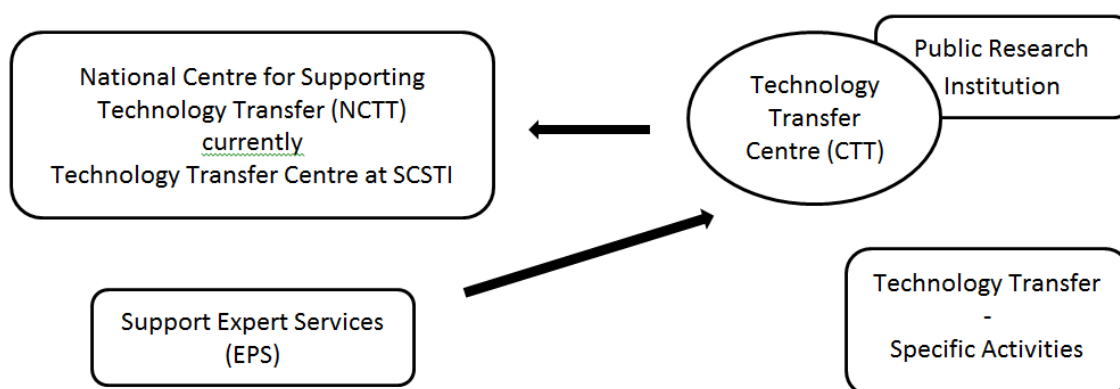 National Centre for Supporting
Technology Transfer (NCTT)
currently
Technology Transfer Centre at SCSTI
Technology
Transfer
Centre (CTT)
Public Research
Institution
Support Expert Services
(EPS)
Technology Transfer
-
Specific Activities